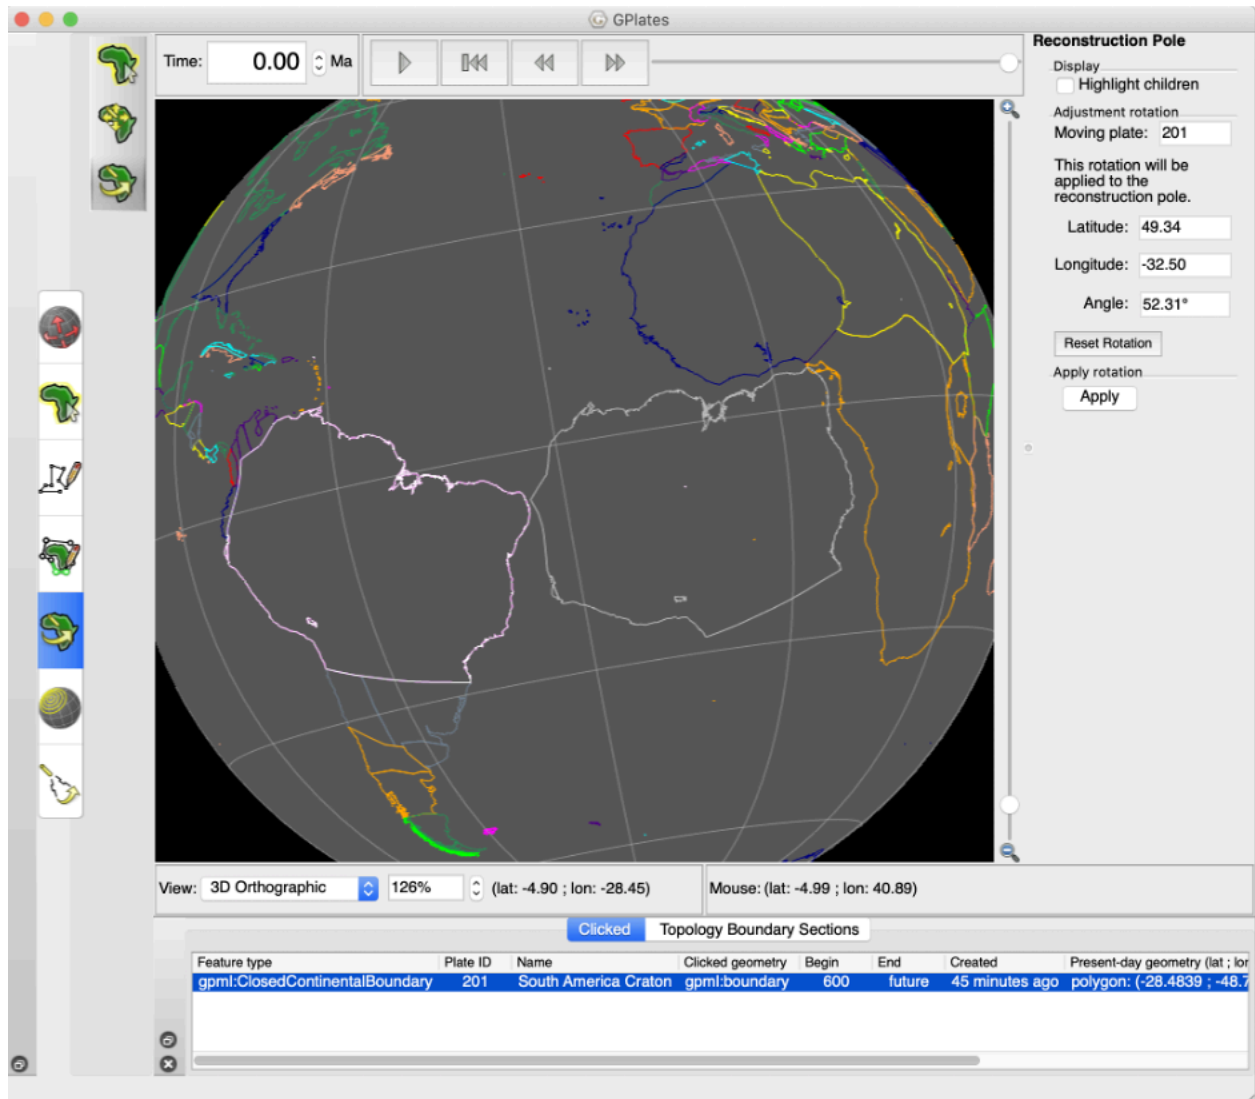 GPlates
Time: 0.00 Ma
Reconstruction Pole
Display
Highlight children
Adjustment rotation
Moving plate: 201
This rotation will be
applied to the
reconstruction pole.
Latitude: 49.34
Longitude: -32.50
Angle: 52.31°
Reset Rotation
Apply rotation
Apply
View: 3D Orthographic 126% (lat: -4.90 ; lon: -28.45) Mouse: (lat: -4.99 ; lon: 40.89)
Clicked Topology Boundary Sections
Feature type Plate ID Name Clicked geometry Begin End Created Present-day geometry (lat ; lor
gpml:ClosedContinentalBoundary 201 South America Craton gpml:boundary 600 future 45 minutes ago polygon: (-28.4839 ; -48.7